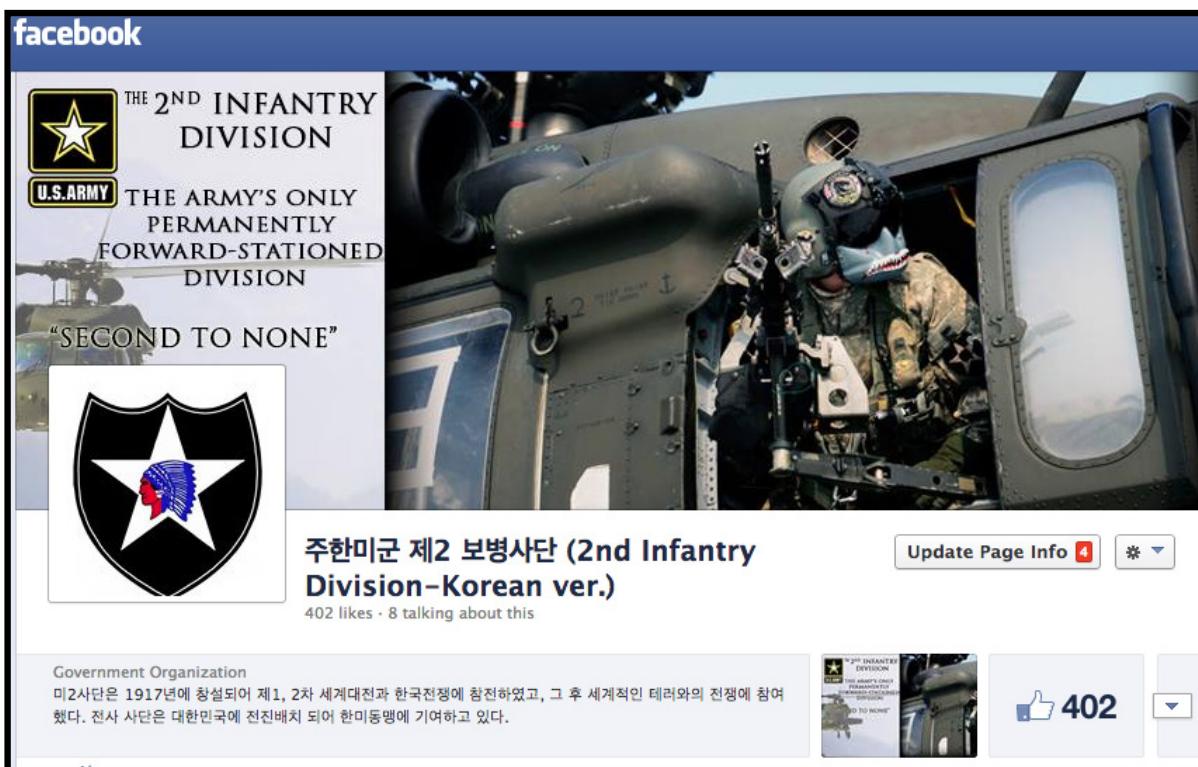 facebook
THE 2ND INFANTRY
DIVISION
U.S.ARMY
THE ARMY'S ONLY
PERMANENTLY
FORWARD-STATIONED
DIVISION
"SECOND TO NONE"
주한미군 제2 보병사단 (2nd Infantry
Division-Korean ver.)
402 likes · 8 talking about this
Update Page Info 4
Government Organization
미2사단은 1917년에 창설되어 제1, 2차 세계대전과 한국전쟁에 참전하였고, 그 후 세계적인 테러와의 전쟁에 참여
했다. 전사 사단은 대한민국에 전진배치 되어 한미동맹에 기여하고 있다.
402